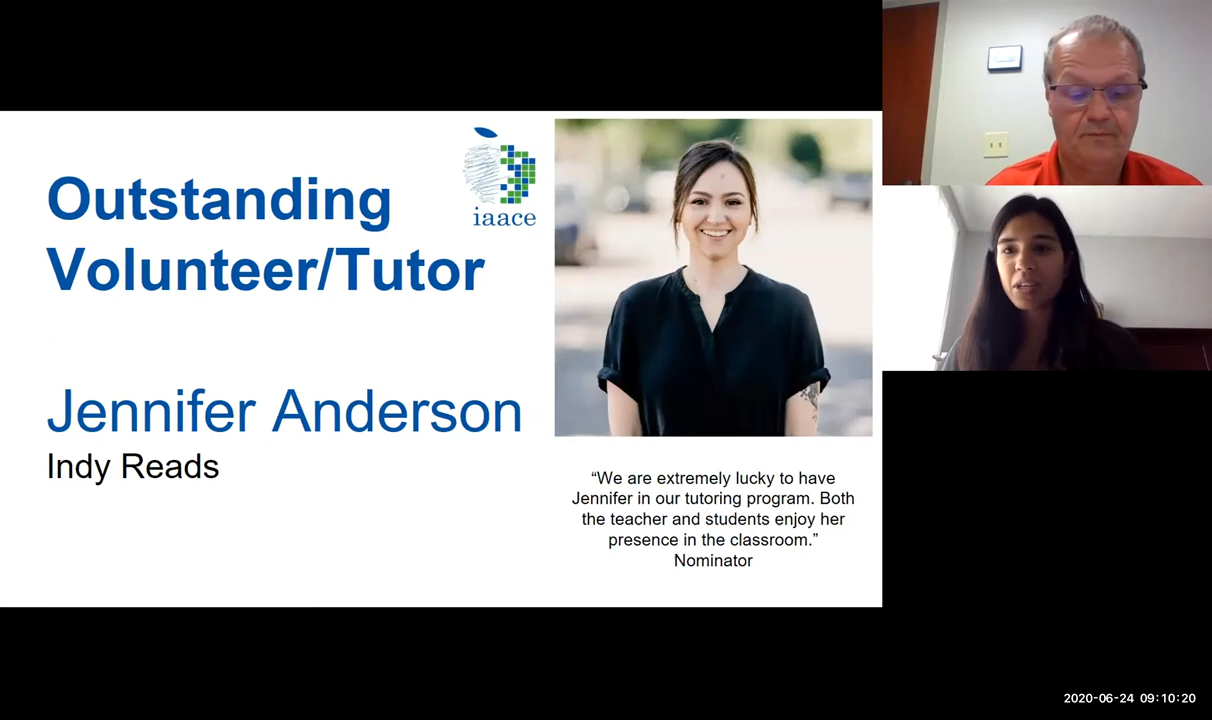 Outstanding
Volunteer/Tutor
iaace
Jennifer Anderson
Indy Reads
“We are extremely lucky to have
Jennifer in our tutoring program. Both
the teacher and students enjoy her
presence in the classroom.”
Nominator
2020-06-24 09:10:20